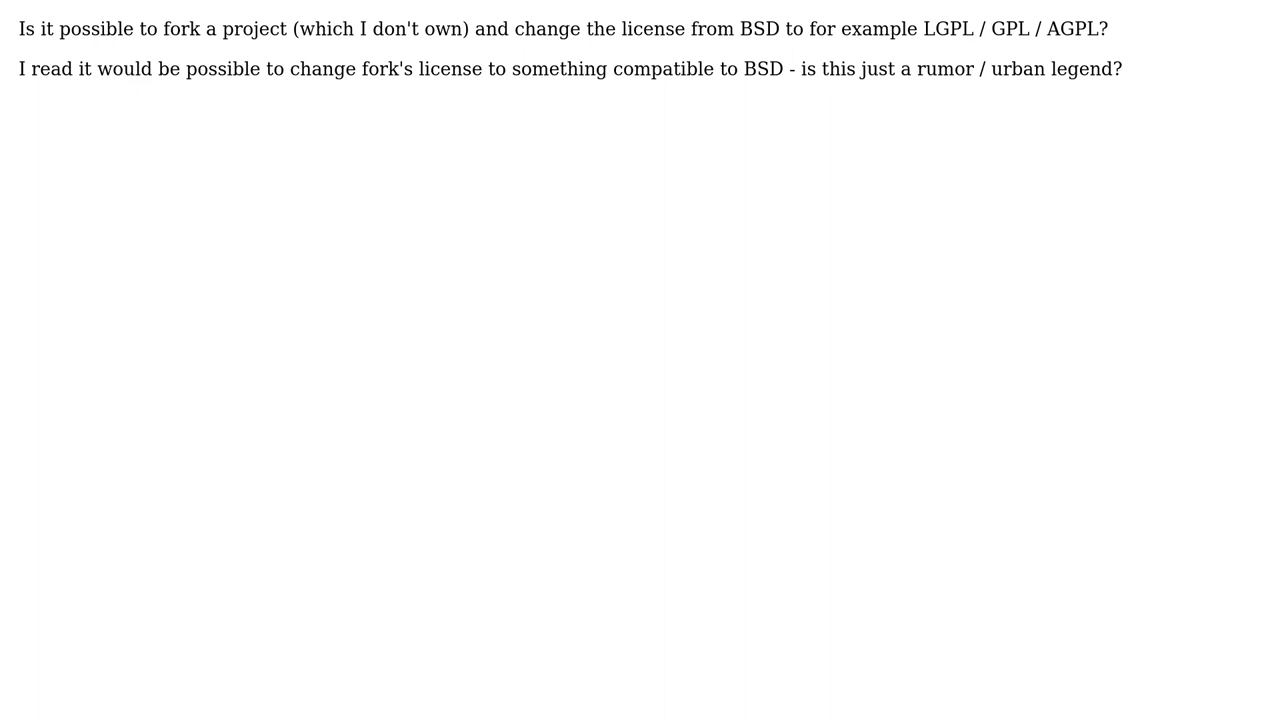 Is it possible to fork a project (which I don't own) and change the license from BSD to for example LGPL / GPL / AGPL?
I read it would be possible to change fork's license to something compatible to BSD - is this just a rumor / urban legend?